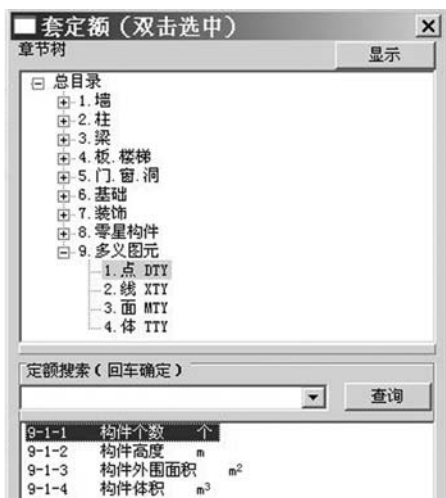 套定额（双击选中）
章节树
显示
总目录
1.墙
2.柱
3.梁
4.板.楼梯
5.门.窗.洞
6.基础
7.装饰
8.零星构件
9.多义图元
1.点 DTY
2.线 XTY
3.面 MTY
4.体 TTY
定额搜索(回车确定)
查询
9-1-1 构件个数 个
9-1-2 构件高度 m
9-1-3 构件外围面积 m²
9-1-4 构件体积 m³